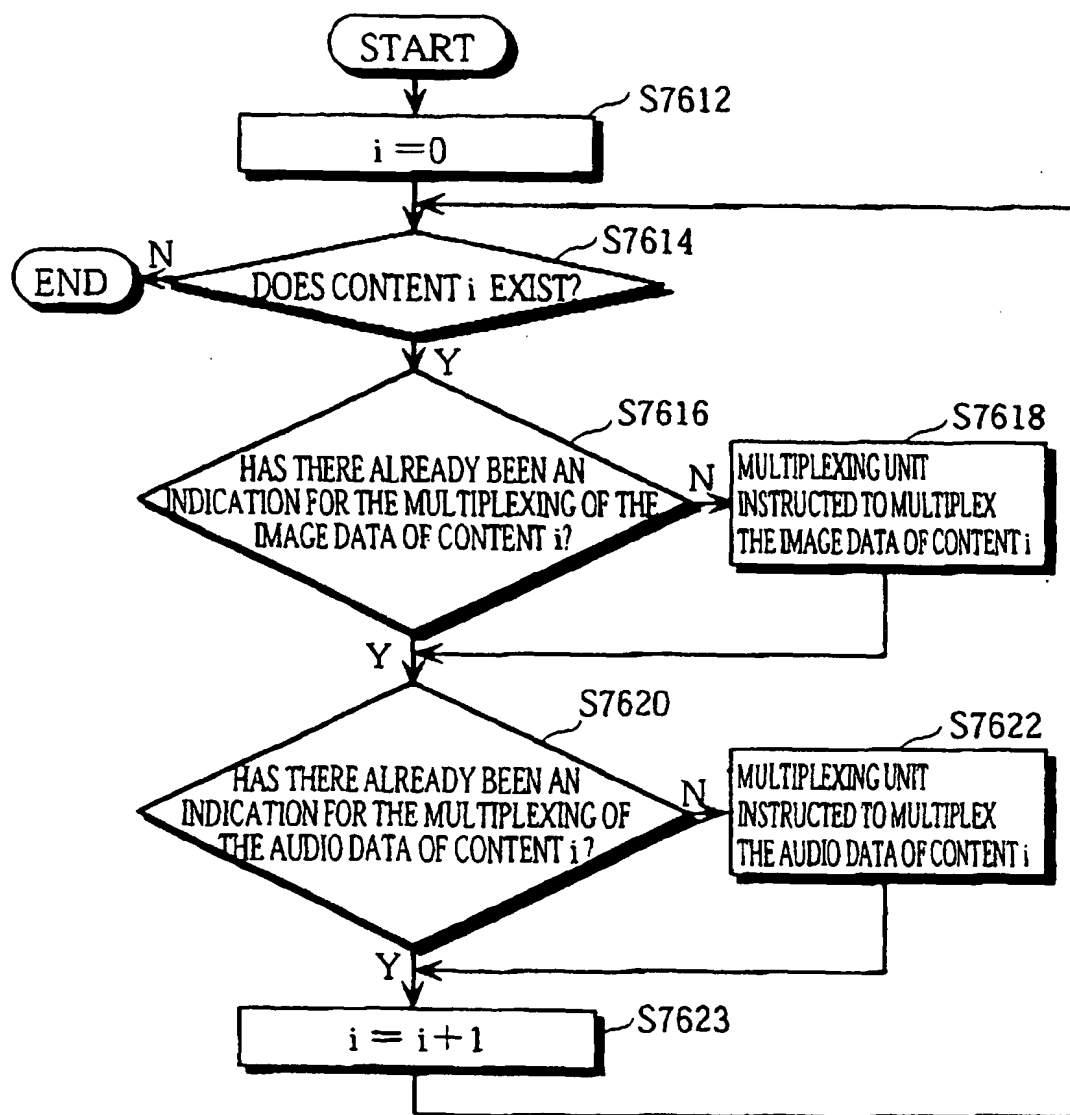 START
S7612
i=0
S7614
N
END
DOES CONTENT i EXIST?
Y
S7616
HAS THERE ALREADY BEEN AN
INDICATION FOR THE MULTIPLEXING OF THE
IMAGE DATA OF CONTENT i?
N
S7618
MULTIPLEXING UNIT
INSTRUCTED TO MULTIPLEX
THE IMAGE DATA OF CONTENT i
Y
S7620
HAS THERE ALREADY BEEN AN
INDICATION FOR THE MULTIPLEXING OF
THE AUDIO DATA OF CONTENT i?
N
S7622
MULTIPLEXING UNIT
INSTRUCTED TO MULTIPLEX
THE AUDIO DATA OF CONTENT i
Y
S7623
i = i+1